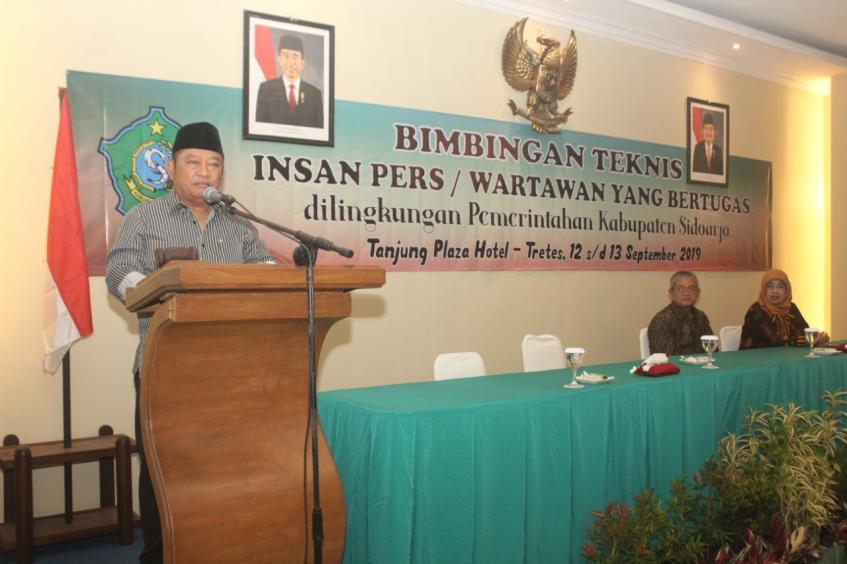 BIMBINGAN TEKNIS
INSAN PERS / WARTAWAN YANG BERTUGAS
dilingkungan Pemerintahan Kabupaten Sidoarjo
Tanjung Plaza Hotel - Tretes, 12 s/d 13 September 2019